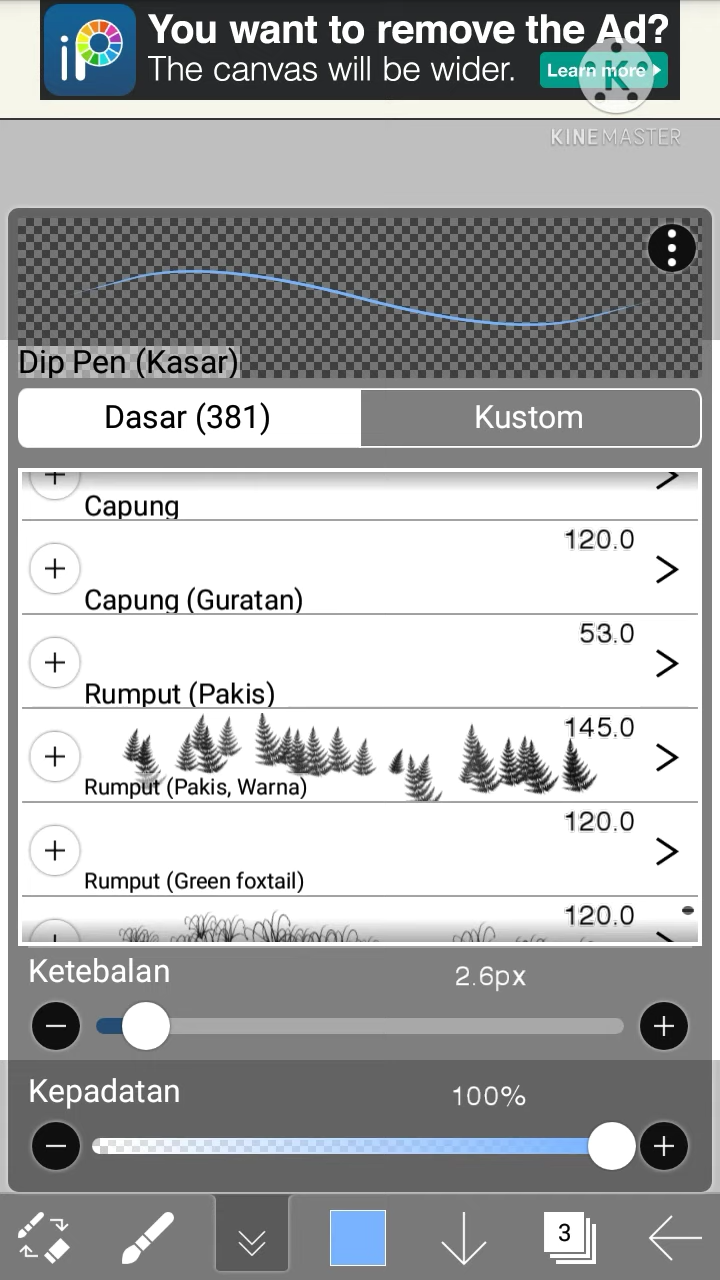 iP
You want to remove the Ad?
The canvas will be wider.
Learn more
K
KINEMASTER
Dip Pen (Kasar)
Dasar (381)
Kustom
Capung
120.0
Capung (Guratan)
53.0
Rumput (Pakis)
145.0
Rumput (Pakis, Warna)
120.0
Rumput (Green foxtail)
120.0
Ketebalan
2.6px
Kepadatan
100%
3